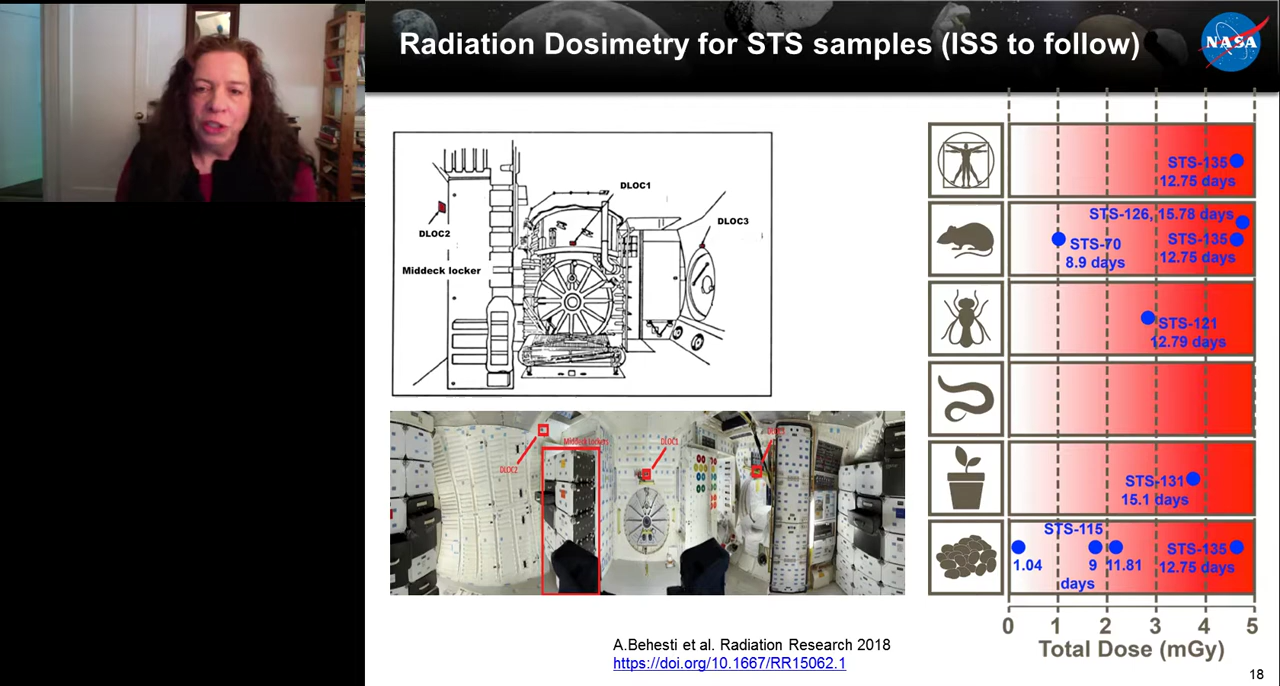 Radiation Dosimetry for STS samples (ISS to follow)
NASA
DLOC1
DLOC2
DLOC3
Middeck locker
DLOC2
Middeck lockers
DLOC1
STS-135
12.75 days
STS-126, 15.78 days
STS-70
8.9 days
STS-135
12.75 days
STS-121
12.79 days
STS-131
15.1 days
STS-115
1.04
9
11.81
days
STS-135
12.75 days
0 1 2 3 4 5
Total Dose (mGy)
A.Behesti et al. Radiation Research 2018
https://doi.org/10.1667/RR15062.1
18